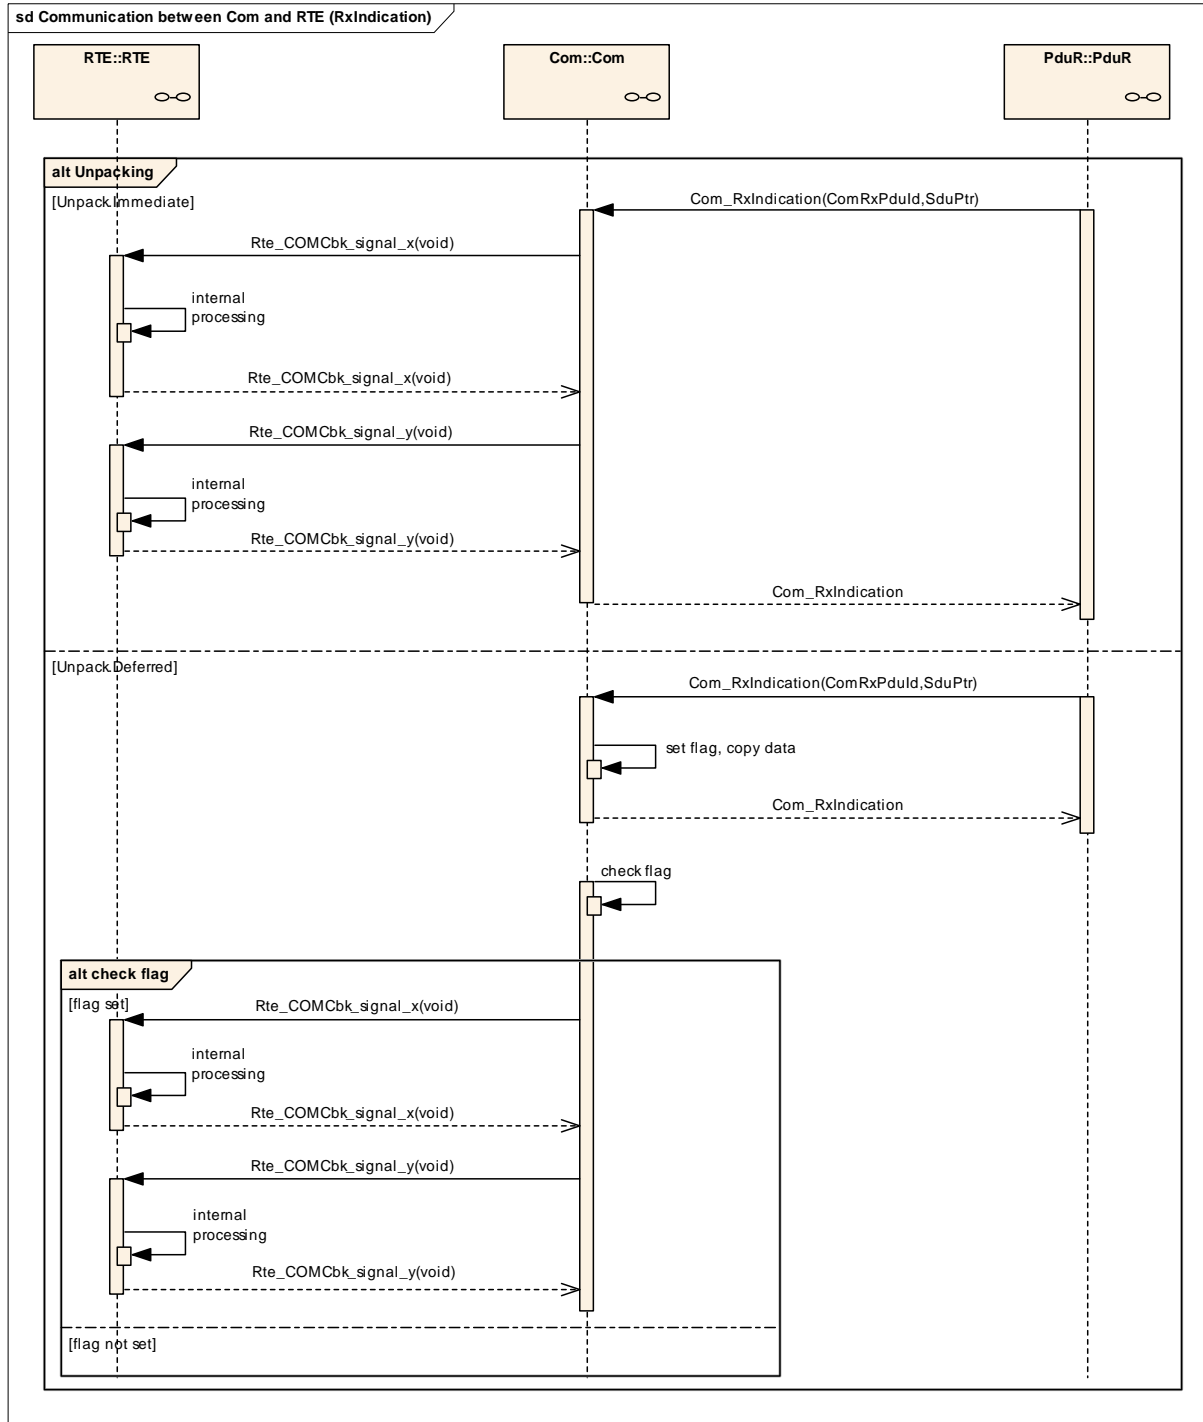 sd Communication between Com and RTE (RxIndication)
RTE::RTE
Com::Com
PduR::PduR
alt Unpacking
[Unpack.Immediate]
Com_RxIndication(ComRxPduId,SduPtr)
Rte_COMCbk_signal_x(void)
internal
processing
Rte_COMCbk_signal_x(void)
Rte_COMCbk_signal_y(void)
internal
processing
Rte_COMCbk_signal_y(void)
Com_RxIndication
[Unpack.Deferred]
Com_RxIndication(ComRxPduId,SduPtr)
set flag, copy data
Com_RxIndication
check flag
alt check flag
[flag set]
Rte_COMCbk_signal_x(void)
internal
processing
Rte_COMCbk_signal_x(void)
Rte_COMCbk_signal_y(void)
internal
processing
Rte_COMCbk_signal_y(void)
[flag not set]